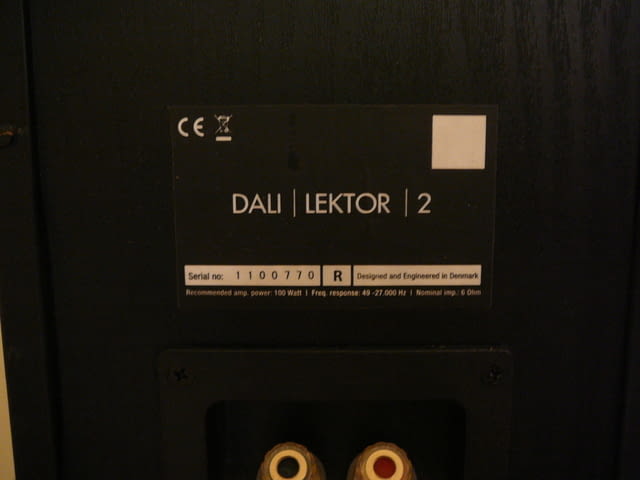 CE
DALI | LEKTOR | 2
Serial no: 1100770 R Designed and Engineered in Denmark
Recommended amp. power: 100 Watt | Freq. response: 49 -27.000 Hz | Nominal imp.: 6 Ohm